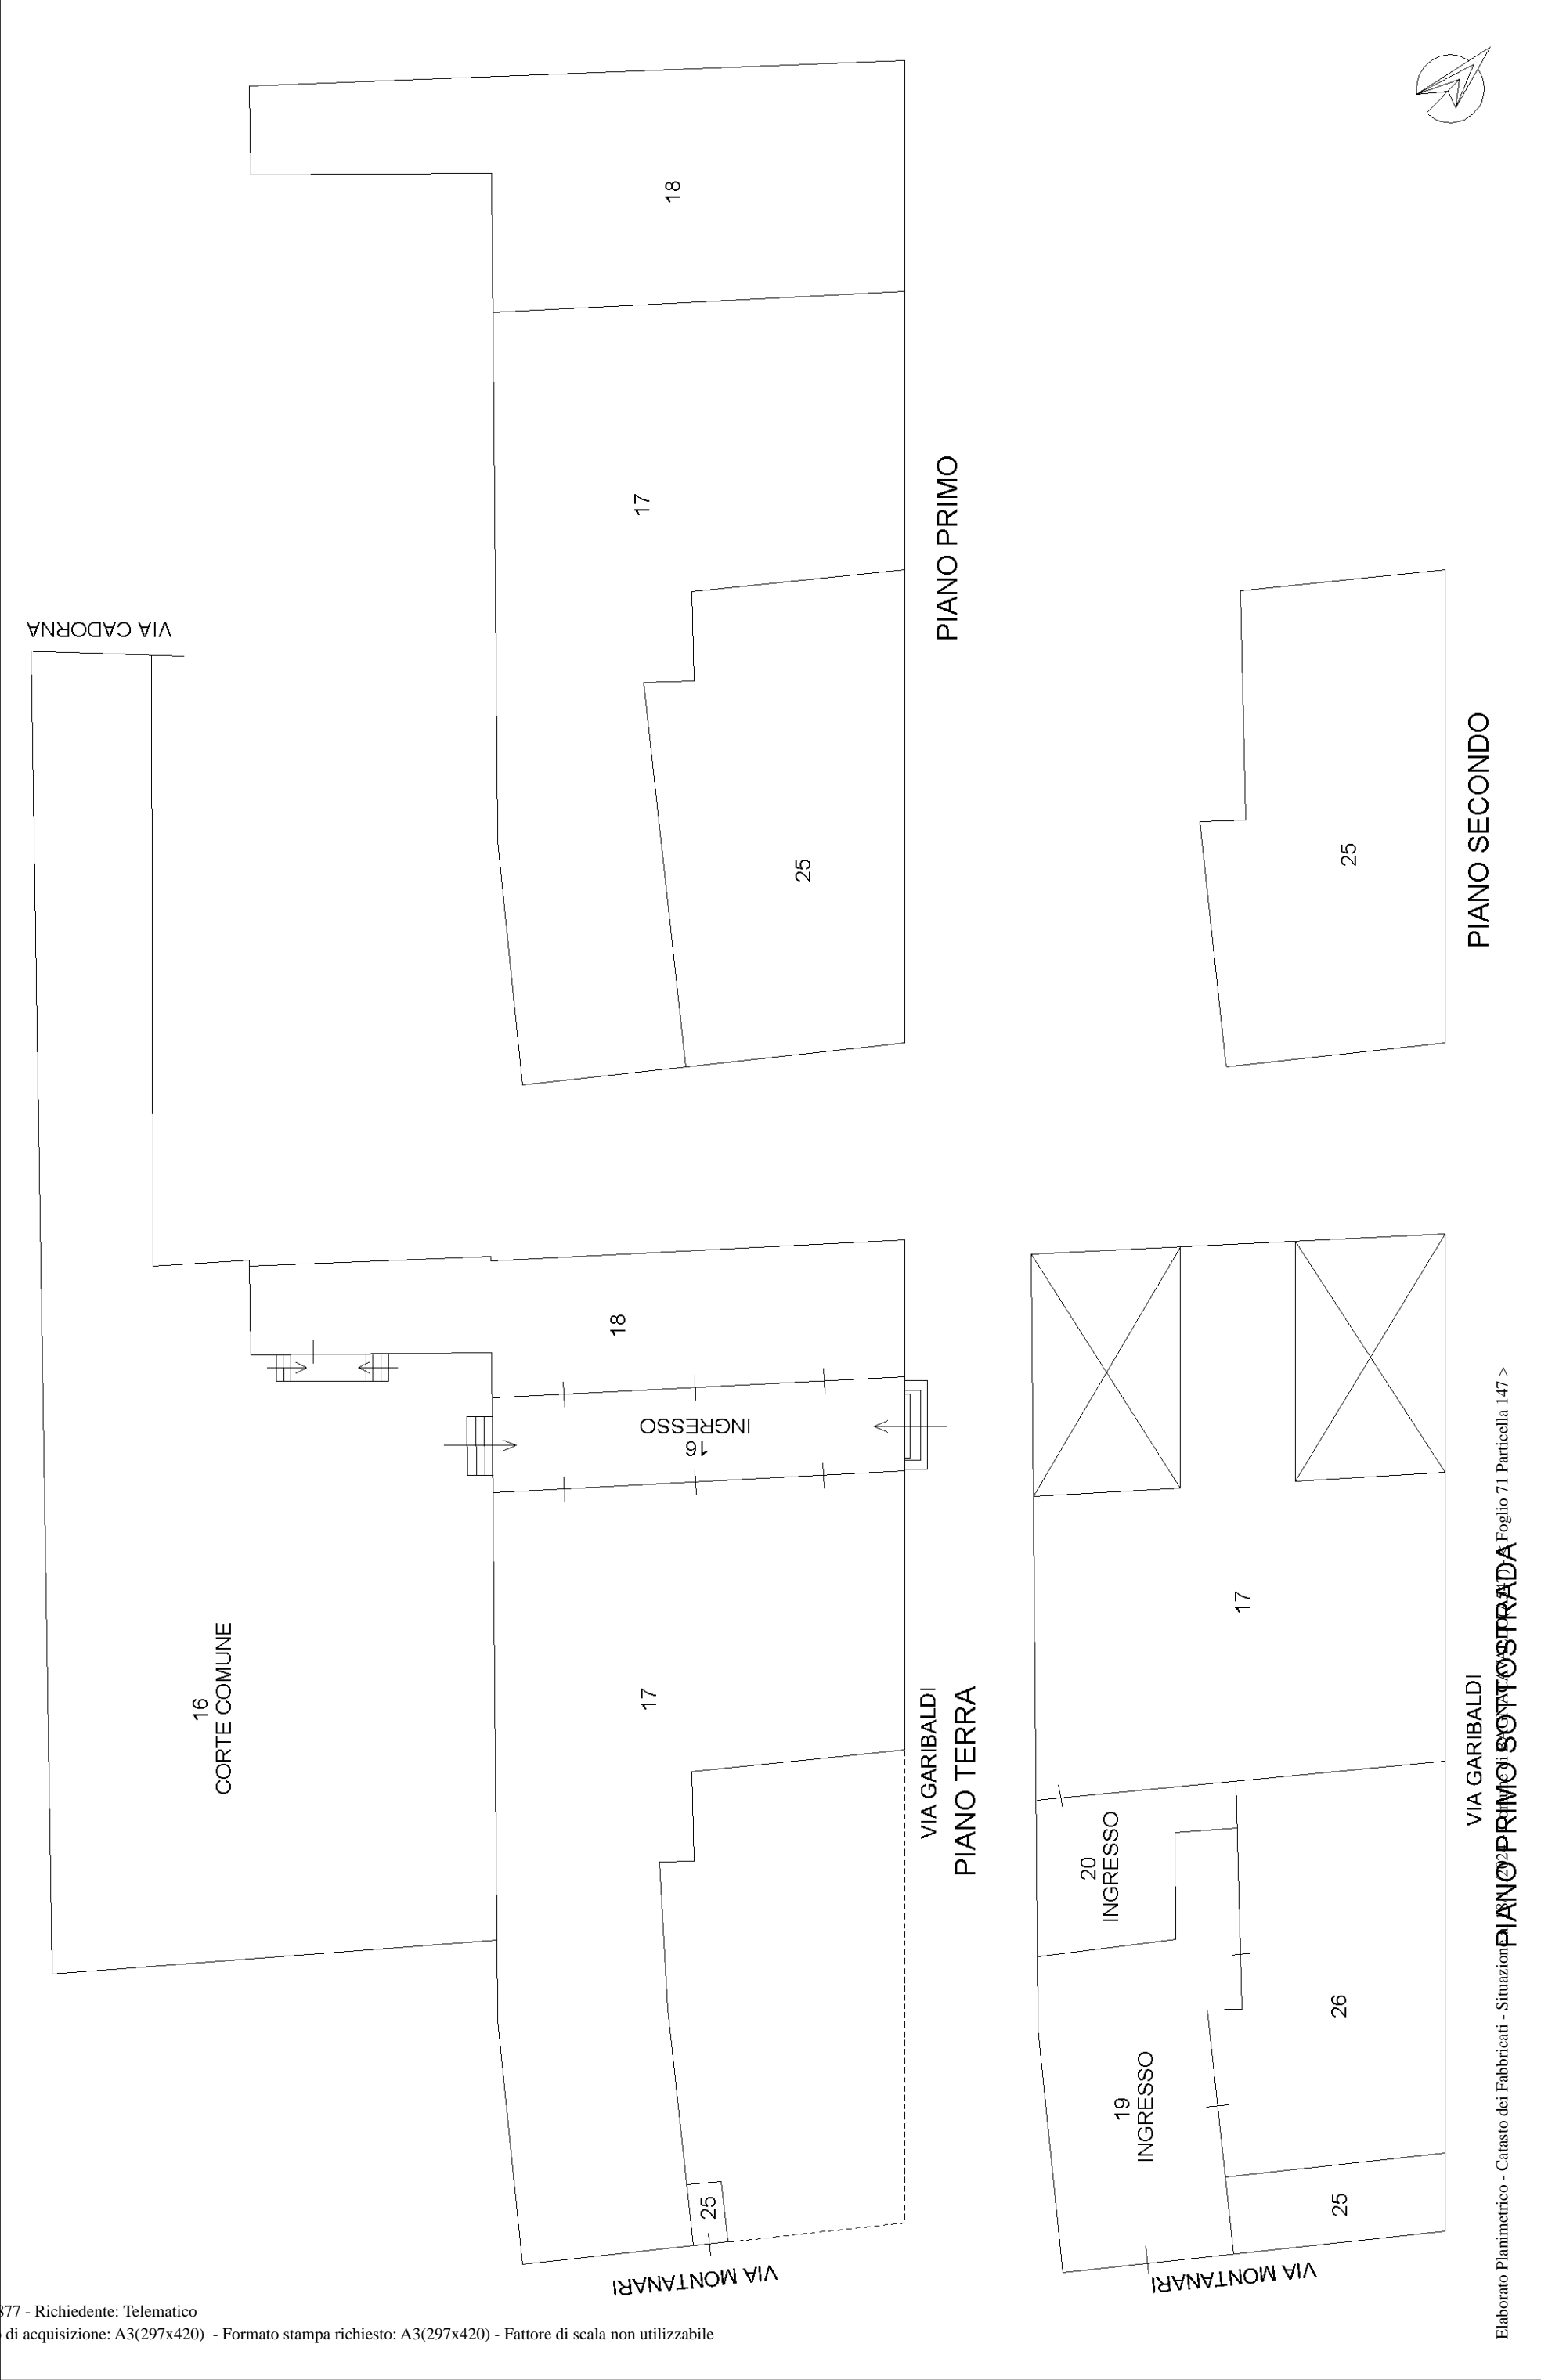 18
17
25
PIANO PRIMO
25
PIANO SECONDO
VIA CADORNA
16
CORTE COMUNE
18
INGRESSO
16
17
25
VIA GARIBALDI
PIANO TERRA
VIA MONTANARI
17
20
INGRESSO
19
INGRESSO
26
25
VIA GARIBALDI
PIANO PRIMO SOTTOSTRADA
VIA MONTANARI
Elaborato Planimetrico - Catasto dei Fabbricati - Situazione Foglio 71 Particella 147 >
877 - Richiedente: Telematico
di acquisizione: A3(297x420) - Formato stampa richiesto: A3(297x420) - Fattore di scala non utilizzabile